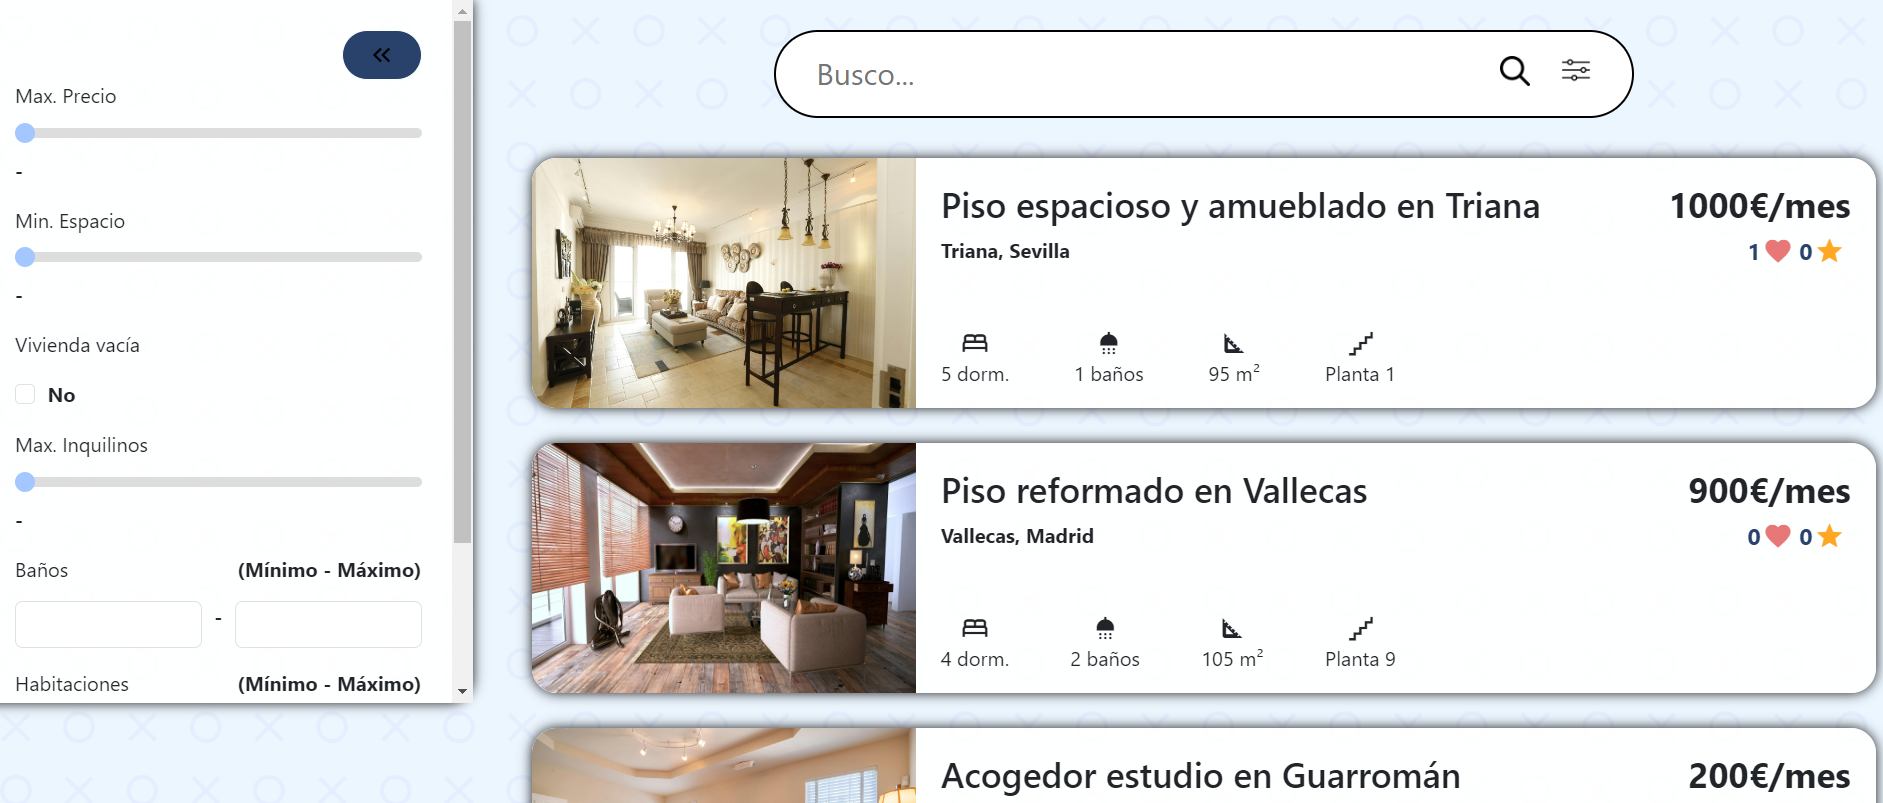 Max. Precio
-
Min. Espacio
-
Vivienda vacía
No
Max. Inquilinos
-
Baños (Mínimo - Máximo)
-
Habitaciones (Mínimo - Máximo)
Busco...
Piso espacioso y amueblado en Triana 1000€/mes
Triana, Sevilla 1 0
5 dorm. 1 baños 95 m² Planta 1
Piso reformado en Vallecas 900€/mes
Vallecas, Madrid 0 0
4 dorm. 2 baños 105 m² Planta 9
Acogedor estudio en Guarromán 200€/mes